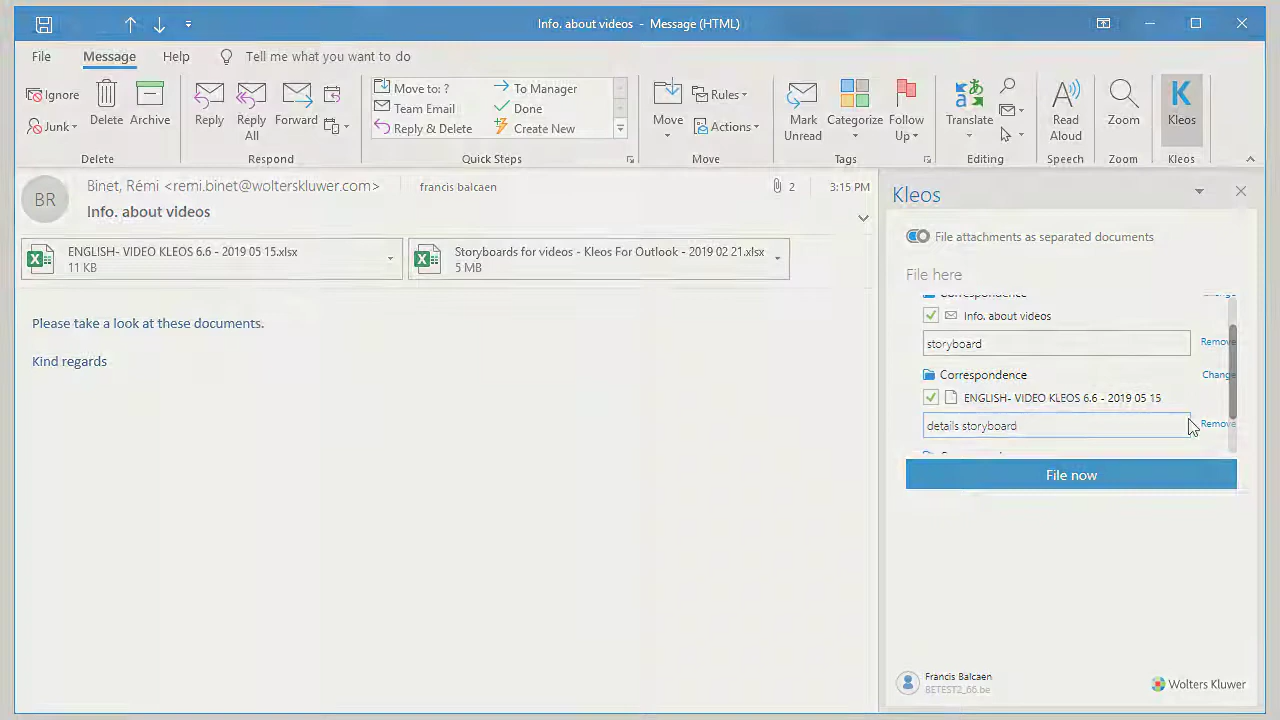 Info. about videos - Message (HTML)
File Message Help Tell me what you want to do
Ignore
Junk
Delete
Archive
Delete
Reply
Reply All
Forward
Respond
Move to: ?
Team Email
Reply & Delete
To Manager
Done
Create New
Quick Steps
Move
Rules
Actions
Move
Mark Unread
Categorize
Follow Up
Tags
Translate
Editing
Read Aloud
Speech
Zoom
Zoom
K
Kleos
Kleos
BR
Binet, Rémi <remi.binet@wolterskluwer.com>
francis balcaen
2
3:15 PM
Info. about videos
ENGLISH- VIDEO KLEOS 6.6 - 2019 05 15.xlsx
11 KB
Storyboards for videos - Kleos For Outlook - 2019 02.21.xlsx
5 MB
Please take a look at these documents.
Kind regards
Kleos
File attachments as separated documents
File here
Correspondence Change
Info. about videos
storyboard Remove
Correspondence Change
ENGLISH- VIDEO KLEOS 6.6 - 2019 05 15
details storyboard Remove
File now
Francis Balcaen
BETEST2_66.be
Wolters Kluwer